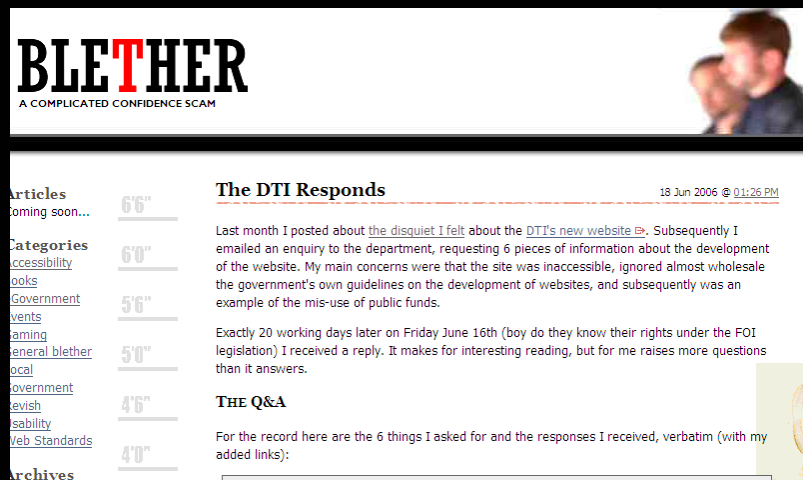 BLETHER
A COMPLICATED CONFIDENCE SCAM
The DTI Responds
18 Jun 2006 @ 01:26 PM
Last month I posted about the disquiet I felt about the DTI's new website. Subsequently I
emailed an enquiry to the department, requesting 6 pieces of information about the development
of the website. My main concerns were that the site was inaccessible, ignored almost wholesale
the government's own guidelines on the development of websites, and subsequently was an
example of the mis-use of public funds.
Exactly 20 working days later on Friday June 16th (boy do they know their rights under the FOI
legislation) I received a reply. It makes for interesting reading, but for me raises more questions
than it answers.
THE Q&A
For the record here are the 6 things I asked for and the responses I received, verbatim (with my
added links):
Articles
Coming soon...
Categories
Accessibility
Books
eGovernment
Events
Gaming
General blether
Local
Government
Revish
Usability
Web Standards
Archives
6'6"
6'0"
5'6"
5'0"
4'6"
4'0"